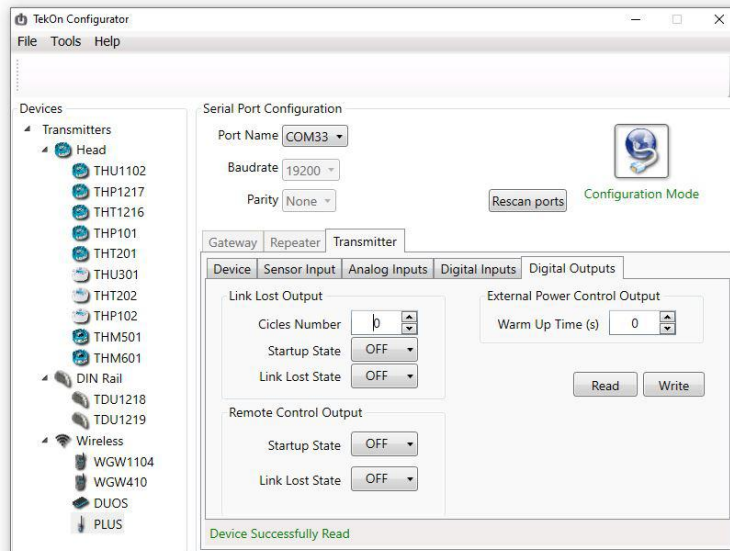 TekOn Configurator
File Tools Help
Devices
Transmitters
Head
THU1102
THP1217
THT1216
THP101
THT201
THU301
THT202
THP102
THM501
THM601
DIN Rail
TDU1218
TDU1219
Wireless
WGW1104
WGW410
DUOS
PLUS
Serial Port Configuration
Port Name COM33
Baudrate 19200
Parity None
Rescan ports
Configuration Mode
Gateway Repeater Transmitter
Device Sensor Input Analog Inputs Digital Inputs Digital Outputs
Link Lost Output
Cicles Number 0
Startup State OFF
Link Lost State OFF
External Power Control Output
Warm Up Time (s) 0
Read Write
Remote Control Output
Startup State OFF
Link Lost State OFF
Device Successfully Read